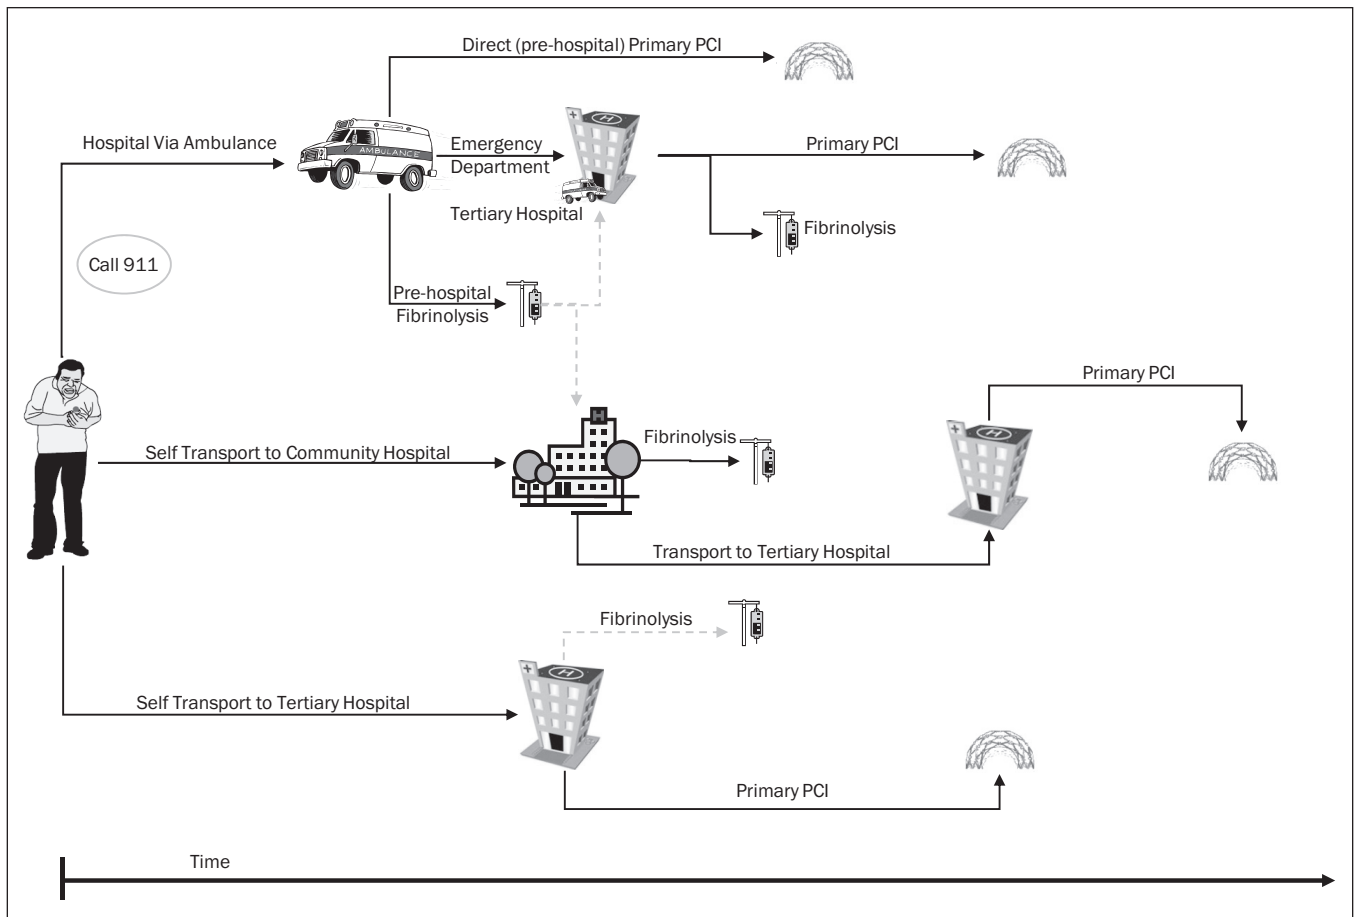 Direct (pre-hospital) Primary PCI
Hospital Via Ambulance
AMBULANCE
Emergency
Department
H
Primary PCI
Tertiary Hospital
Fibrinolysis
Call 911
Pre-hospital
Fibrinolysis
Primary PCI
H
Fibrinolysis
H
Self Transport to Community Hospital
Transport to Tertiary Hospital
Fibrinolysis
H
Self Transport to Tertiary Hospital
Primary PCI
Time